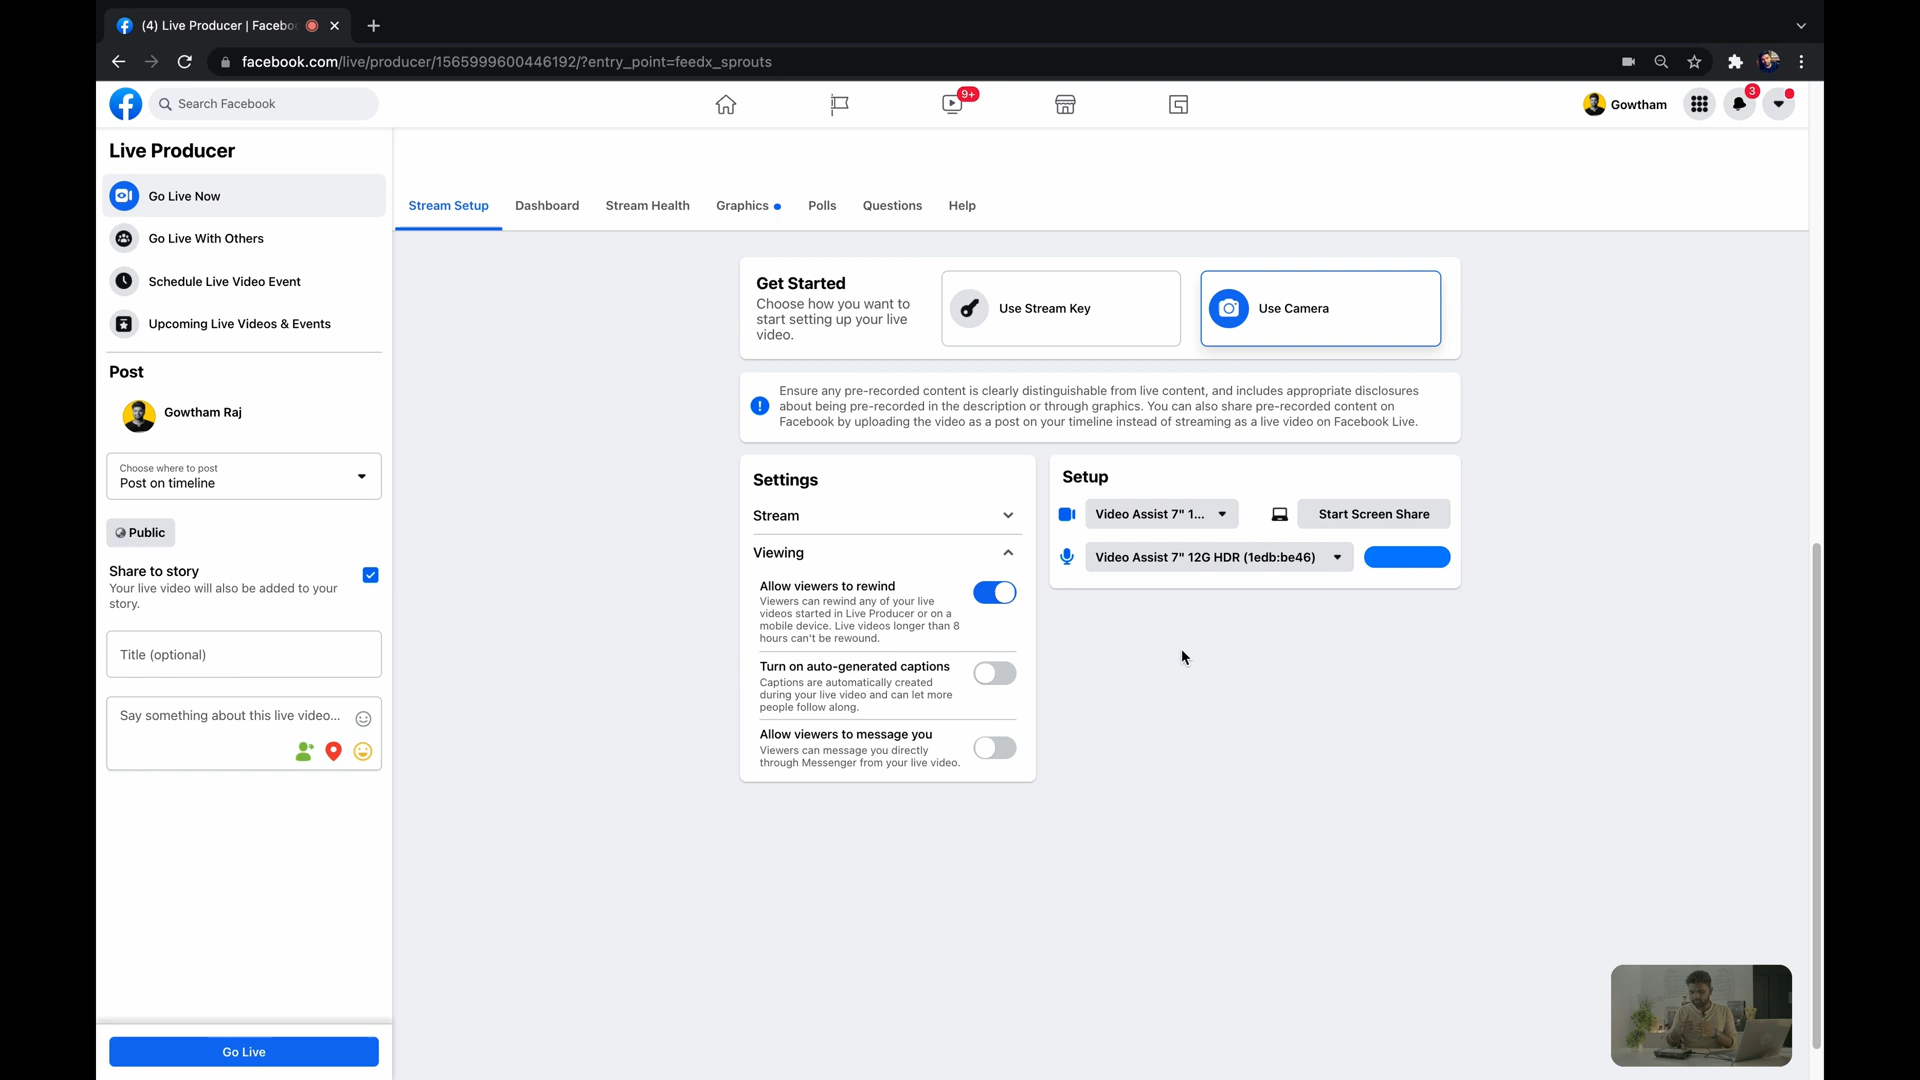 (4) Live Producer | Facebo
facebook.com/live/producer/1565999600446192/?entry_point=feedx_sprouts
Search Facebook
9+
Gowtham
3
Live Producer
Go Live Now
Go Live With Others
Schedule Live Video Event
Upcoming Live Videos & Events
Post
Gowtham Raj
Choose where to post
Post on timeline
Public
Share to story
Your live video will also be added to your
story.
Title (optional)
Say something about this live video...
Go Live
Stream Setup
Dashboard
Stream Health
Graphics
Polls
Questions
Help
Get Started
Choose how you want to
start setting up your live
video.
Use Stream Key
Use Camera
Ensure any pre-recorded content is clearly distinguishable from live content, and includes appropriate disclosures
about being pre-recorded in the description or through graphics. You can also share pre-recorded content on
Facebook by uploading the video as a post on your timeline instead of streaming as a live video on Facebook Live.
Settings
Stream
Viewing
Allow viewers to rewind
Viewers can rewind any of your live
videos started in Live Producer or on a
mobile device. Live videos longer than 8
hours can't be rewound.
Turn on auto-generated captions
Captions are automatically created
during your live video and can let more
people follow along.
Allow viewers to message you
Viewers can message you directly
through Messenger from your live video.
Setup
Video Assist 7" 1...
Start Screen Share
Video Assist 7" 12G HDR (1edb:be46)